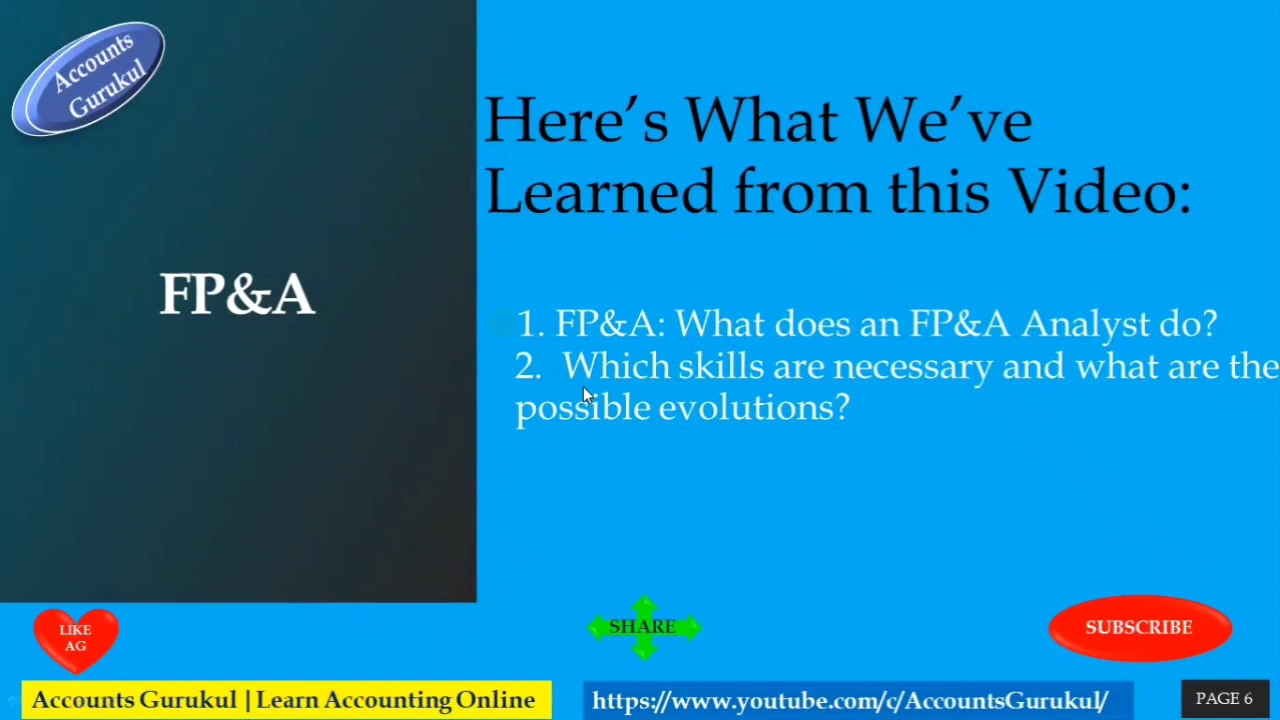 Accounts
Gurukul
Here’s What We’ve
Learned from this Video:
FP&A
1. FP&A: What does an FP&A Analyst do?
2. Which skills are necessary and what are the
possible evolutions?
LIKE
AG
SHARE
SUBSCRIBE
Accounts Gurukul | Learn Accounting Online
https://www.youtube.com/c/AccountsGurukul/
PAGE 6